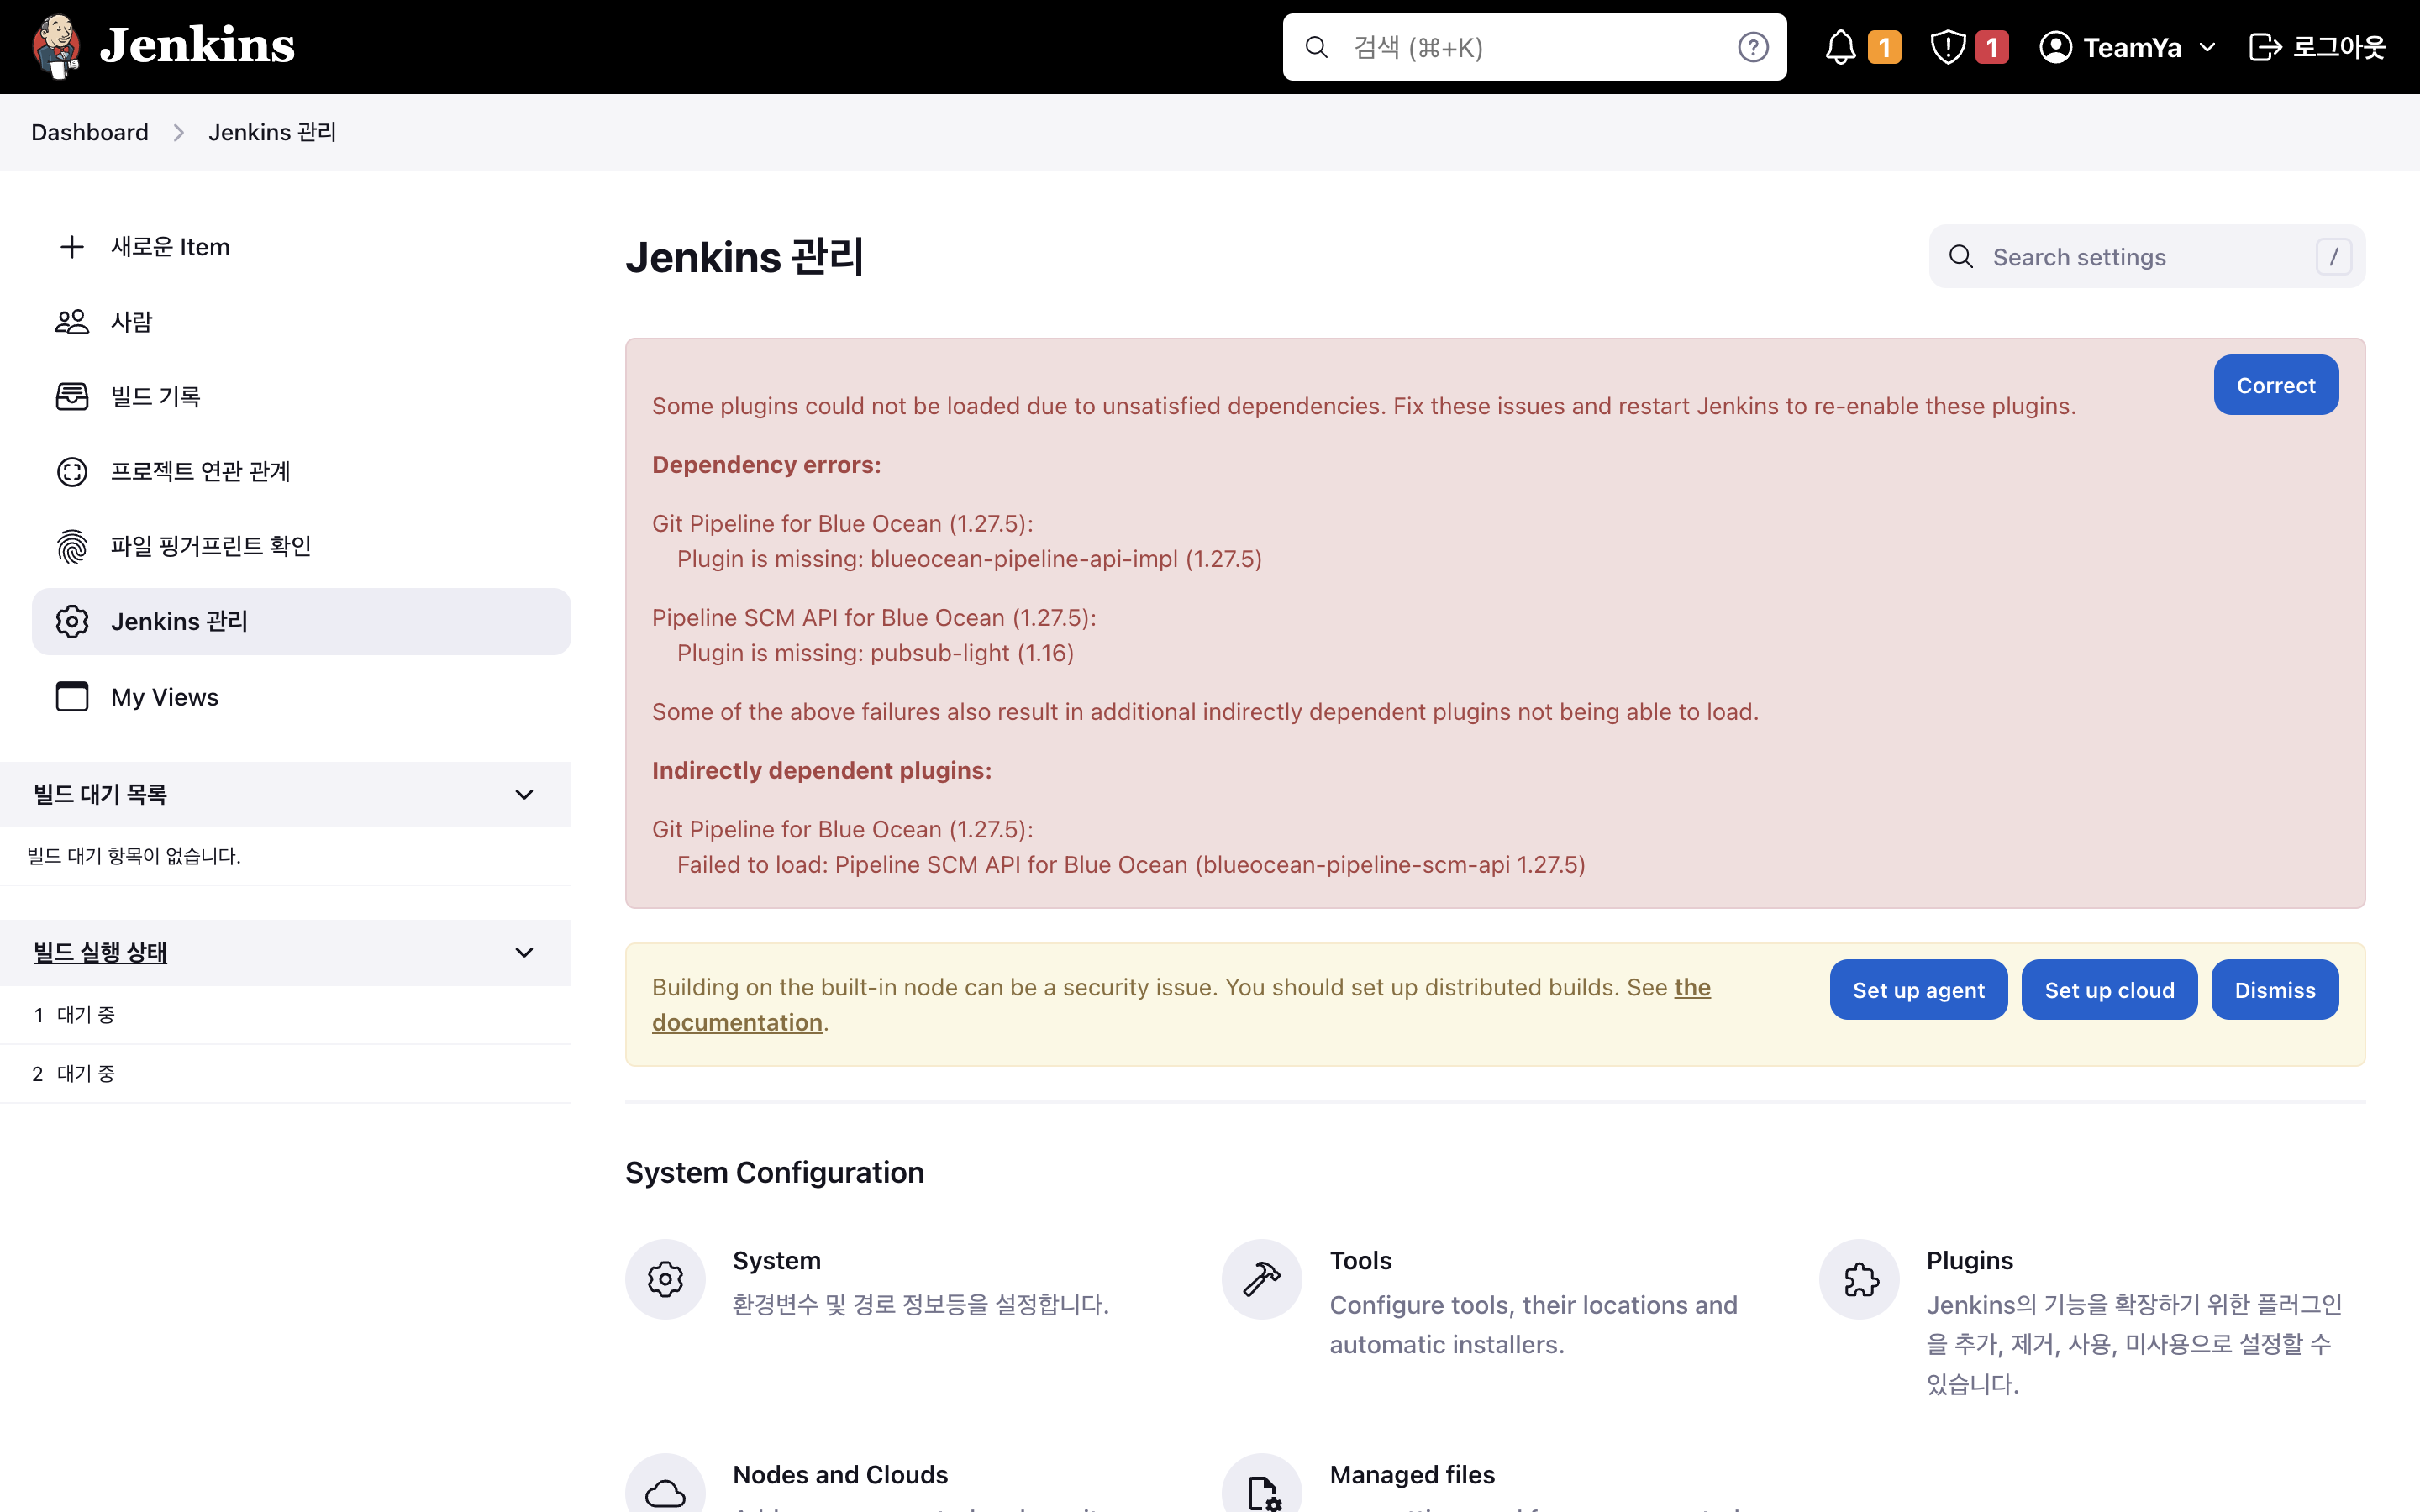 Jenkins
검색 (⌘+K)
1
1
TeamYa
로그아웃
Dashboard
Jenkins 관리
새로운 Item
사람
빌드 기록
프로젝트 연관 관계
파일 핑거프린트 확인
Jenkins 관리
My Views
빌드 대기 목록
빌드 대기 항목이 없습니다.
빌드 실행 상태
1 대기 중
2 대기 중
Jenkins 관리
Search settings
/
Correct
Some plugins could not be loaded due to unsatisfied dependencies. Fix these issues and restart Jenkins to re-enable these plugins.
Dependency errors:
Git Pipeline for Blue Ocean (1.27.5):
Plugin is missing: blueocean-pipeline-api-impl (1.27.5)
Pipeline SCM API for Blue Ocean (1.27.5):
Plugin is missing: pubsub-light (1.16)
Some of the above failures also result in additional indirectly dependent plugins not being able to load.
Indirectly dependent plugins:
Git Pipeline for Blue Ocean (1.27.5):
Failed to load: Pipeline SCM API for Blue Ocean (blueocean-pipeline-scm-api 1.27.5)
Building on the built-in node can be a security issue. You should set up distributed builds. See the
documentation.
Set up agent
Set up cloud
Dismiss
System Configuration
System
환경변수 및 경로 정보등을 설정합니다.
Tools
Configure tools, their locations and
automatic installers.
Plugins
Jenkins의 기능을 확장하기 위한 플러그인
을 추가, 제거, 사용, 미사용으로 설정할 수
있습니다.
Nodes and Clouds
Managed files